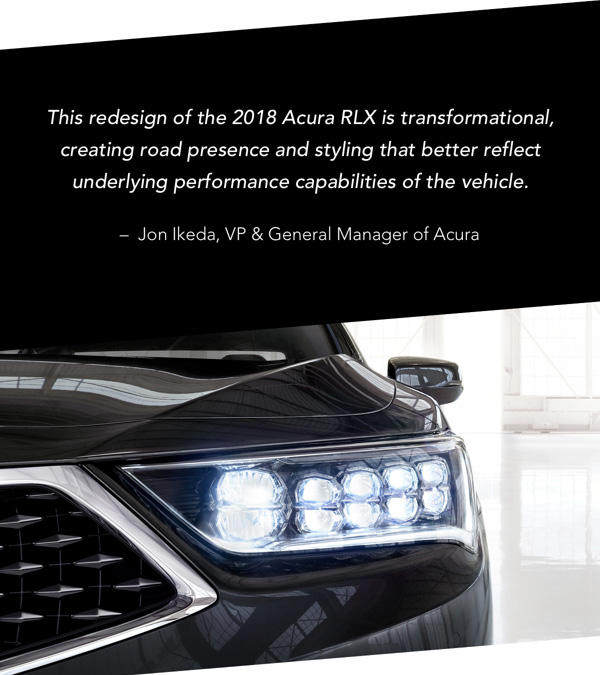 This redesign of the 2018 Acura RLX is transformational,
creating road presence and styling that better reflect
underlying performance capabilities of the vehicle.
– Jon Ikeda, VP & General Manager of Acura